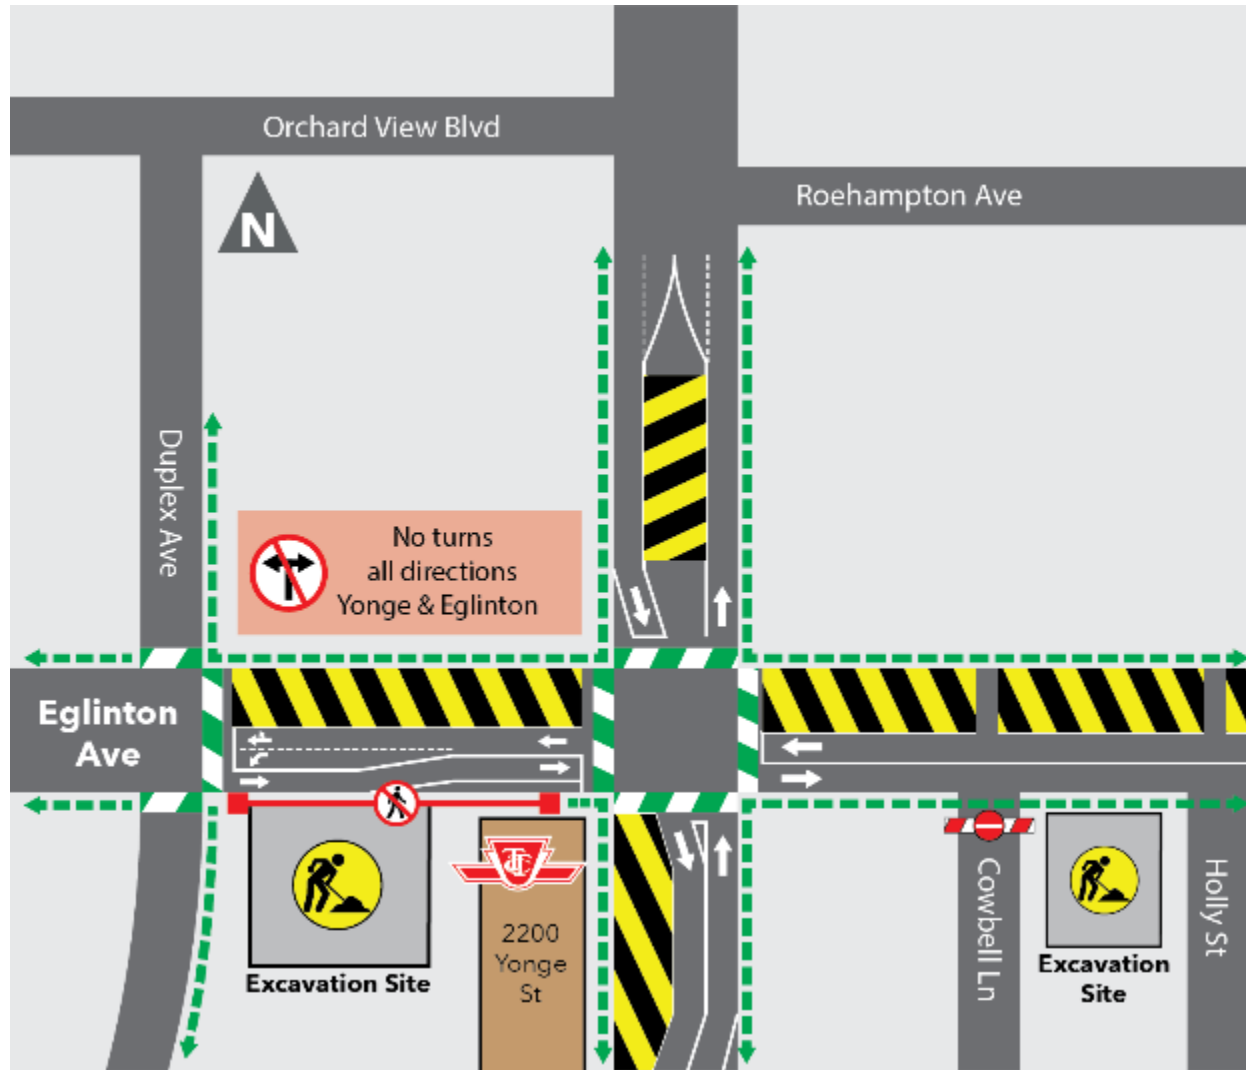 Orchard View Blvd
Roehampton Ave
N
Duplex Ave
No turns
all directions
Yonge & Eglinton
Eglinton
Ave
TTC
2200
Yonge
St
Excavation Site
Cowbell Ln
Excavation
Site
Holly St